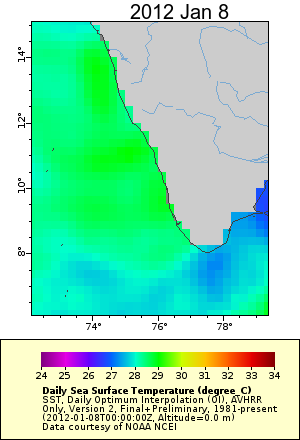 2012 Jan 8
14°
12°
10°
8°
74°
76°
78°
24 25 26 27 28 29 30 31 32 33 34
Daily Sea Surface Temperature (degree_C)
SST, Daily Optimum Interpolation (OI), AVHRR
Only, Version 2, Final+Preliminary, 1981-present
(2012-01-08T00:00:00Z, Altitude=0.0 m)
Data courtesy of NOAA NCEI